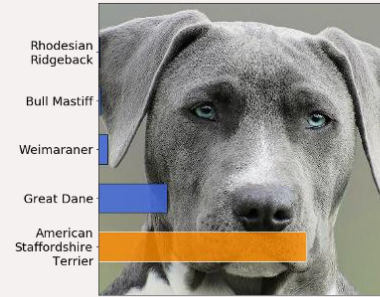 Rhodesian
Ridgeback
Bull Mastiff
Weimaraner
Great Dane
American
Staffordshire
Terrier